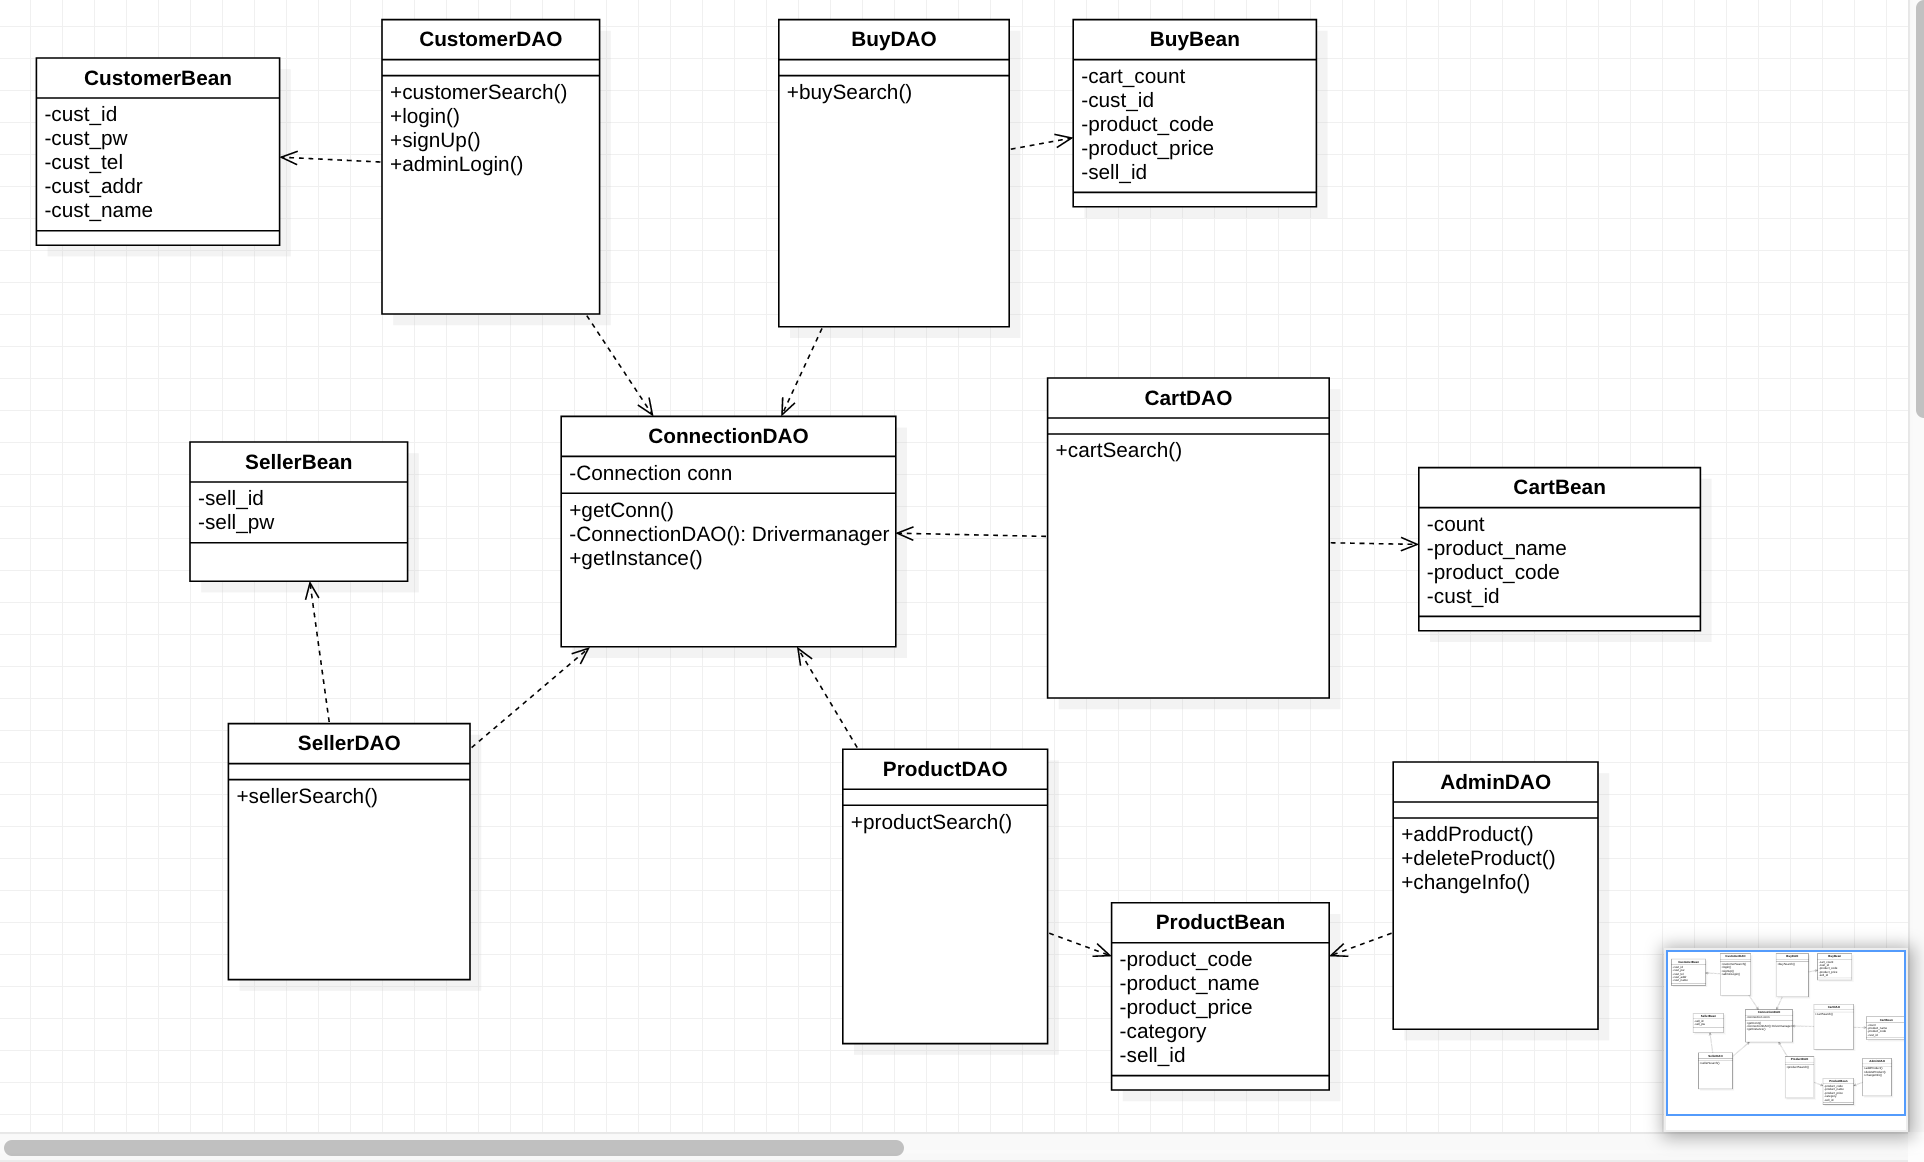 CustomerBean
-cust_id
-cust_pw
-cust_tel
-cust_addr
-cust_name
CustomerDAO
+customerSearch()
+login()
+signUp()
+adminLogin()
BuyDAO
+buySearch()
BuyBean
-cart_count
-cust_id
-product_code
-product_price
-sell_id
SellerBean
-sell_id
-sell_pw
ConnectionDAO
-Connection conn
+getConn()
-ConnectionDAO(): Drivermanager
+getInstance()
CartDAO
+cartSearch()
CartBean
-count
-product_name
-product_code
-cust_id
SellerDAO
+sellerSearch()
ProductDAO
+productSearch()
ProductBean
-product_code
-product_name
-product_price
-category
-sell_id
AdminDAO
+addProduct()
+deleteProduct()
+changeInfo()